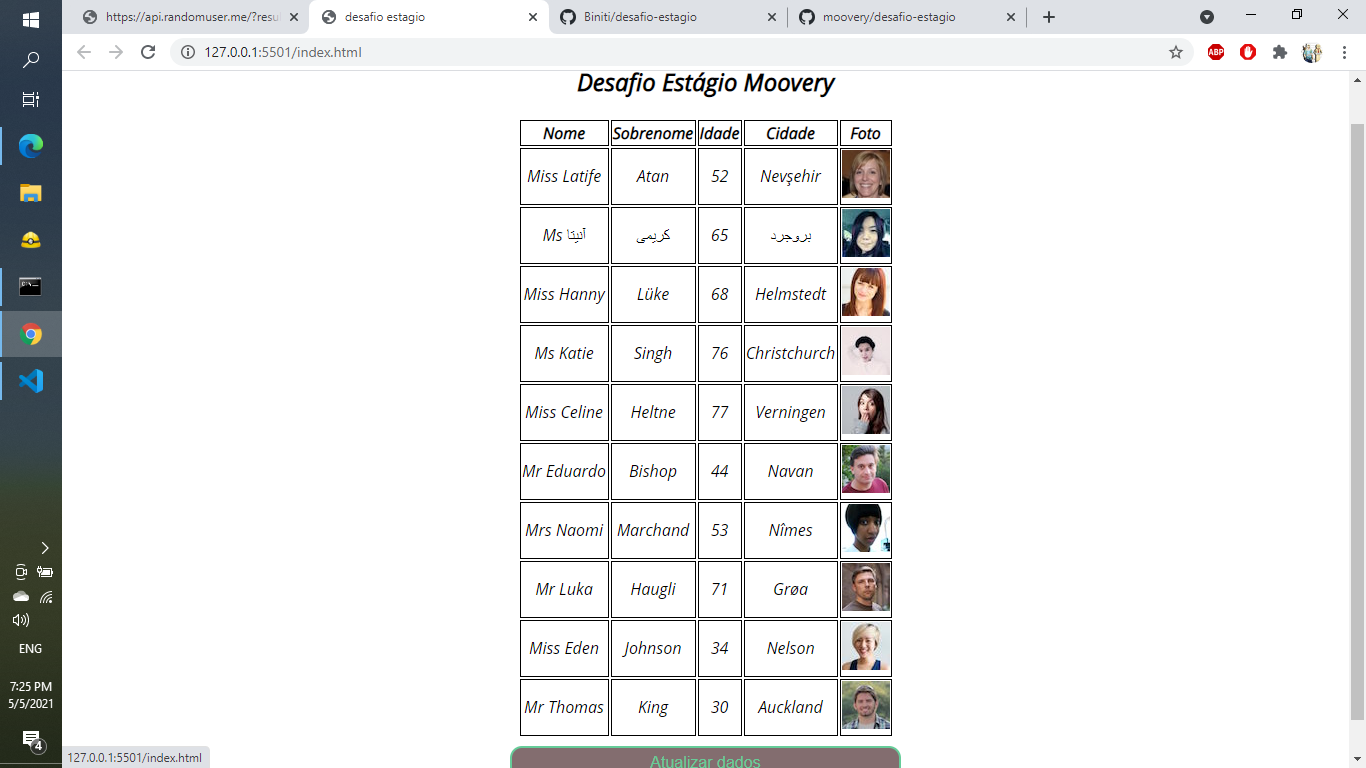 https://api.randomuser.me/?resul
desafio estagio
Biniti/desafio-estagio
moovery/desafio-estagio
127.0.0.1:5501/index.html
ABP
Desafio Estágio Moovery
Nome Sobrenome Idade Cidade Foto
Miss Latife Atan 52 Nevşehir
Ms آنیتا کریمی 65 بروجرد
Miss Hanny Lüke 68 Helmstedt
Ms Katie Singh 76 Christchurch
Miss Celine Heltne 77 Verningen
Mr Eduardo Bishop 44 Navan
Mrs Naomi Marchand 53 Nîmes
Mr Luka Haugli 71 Grøa
Miss Eden Johnson 34 Nelson
Mr Thomas King 30 Auckland
Atualizar dados
127.0.0.1:5501/index.html
ENG
7:25 PM
5/5/2021
4